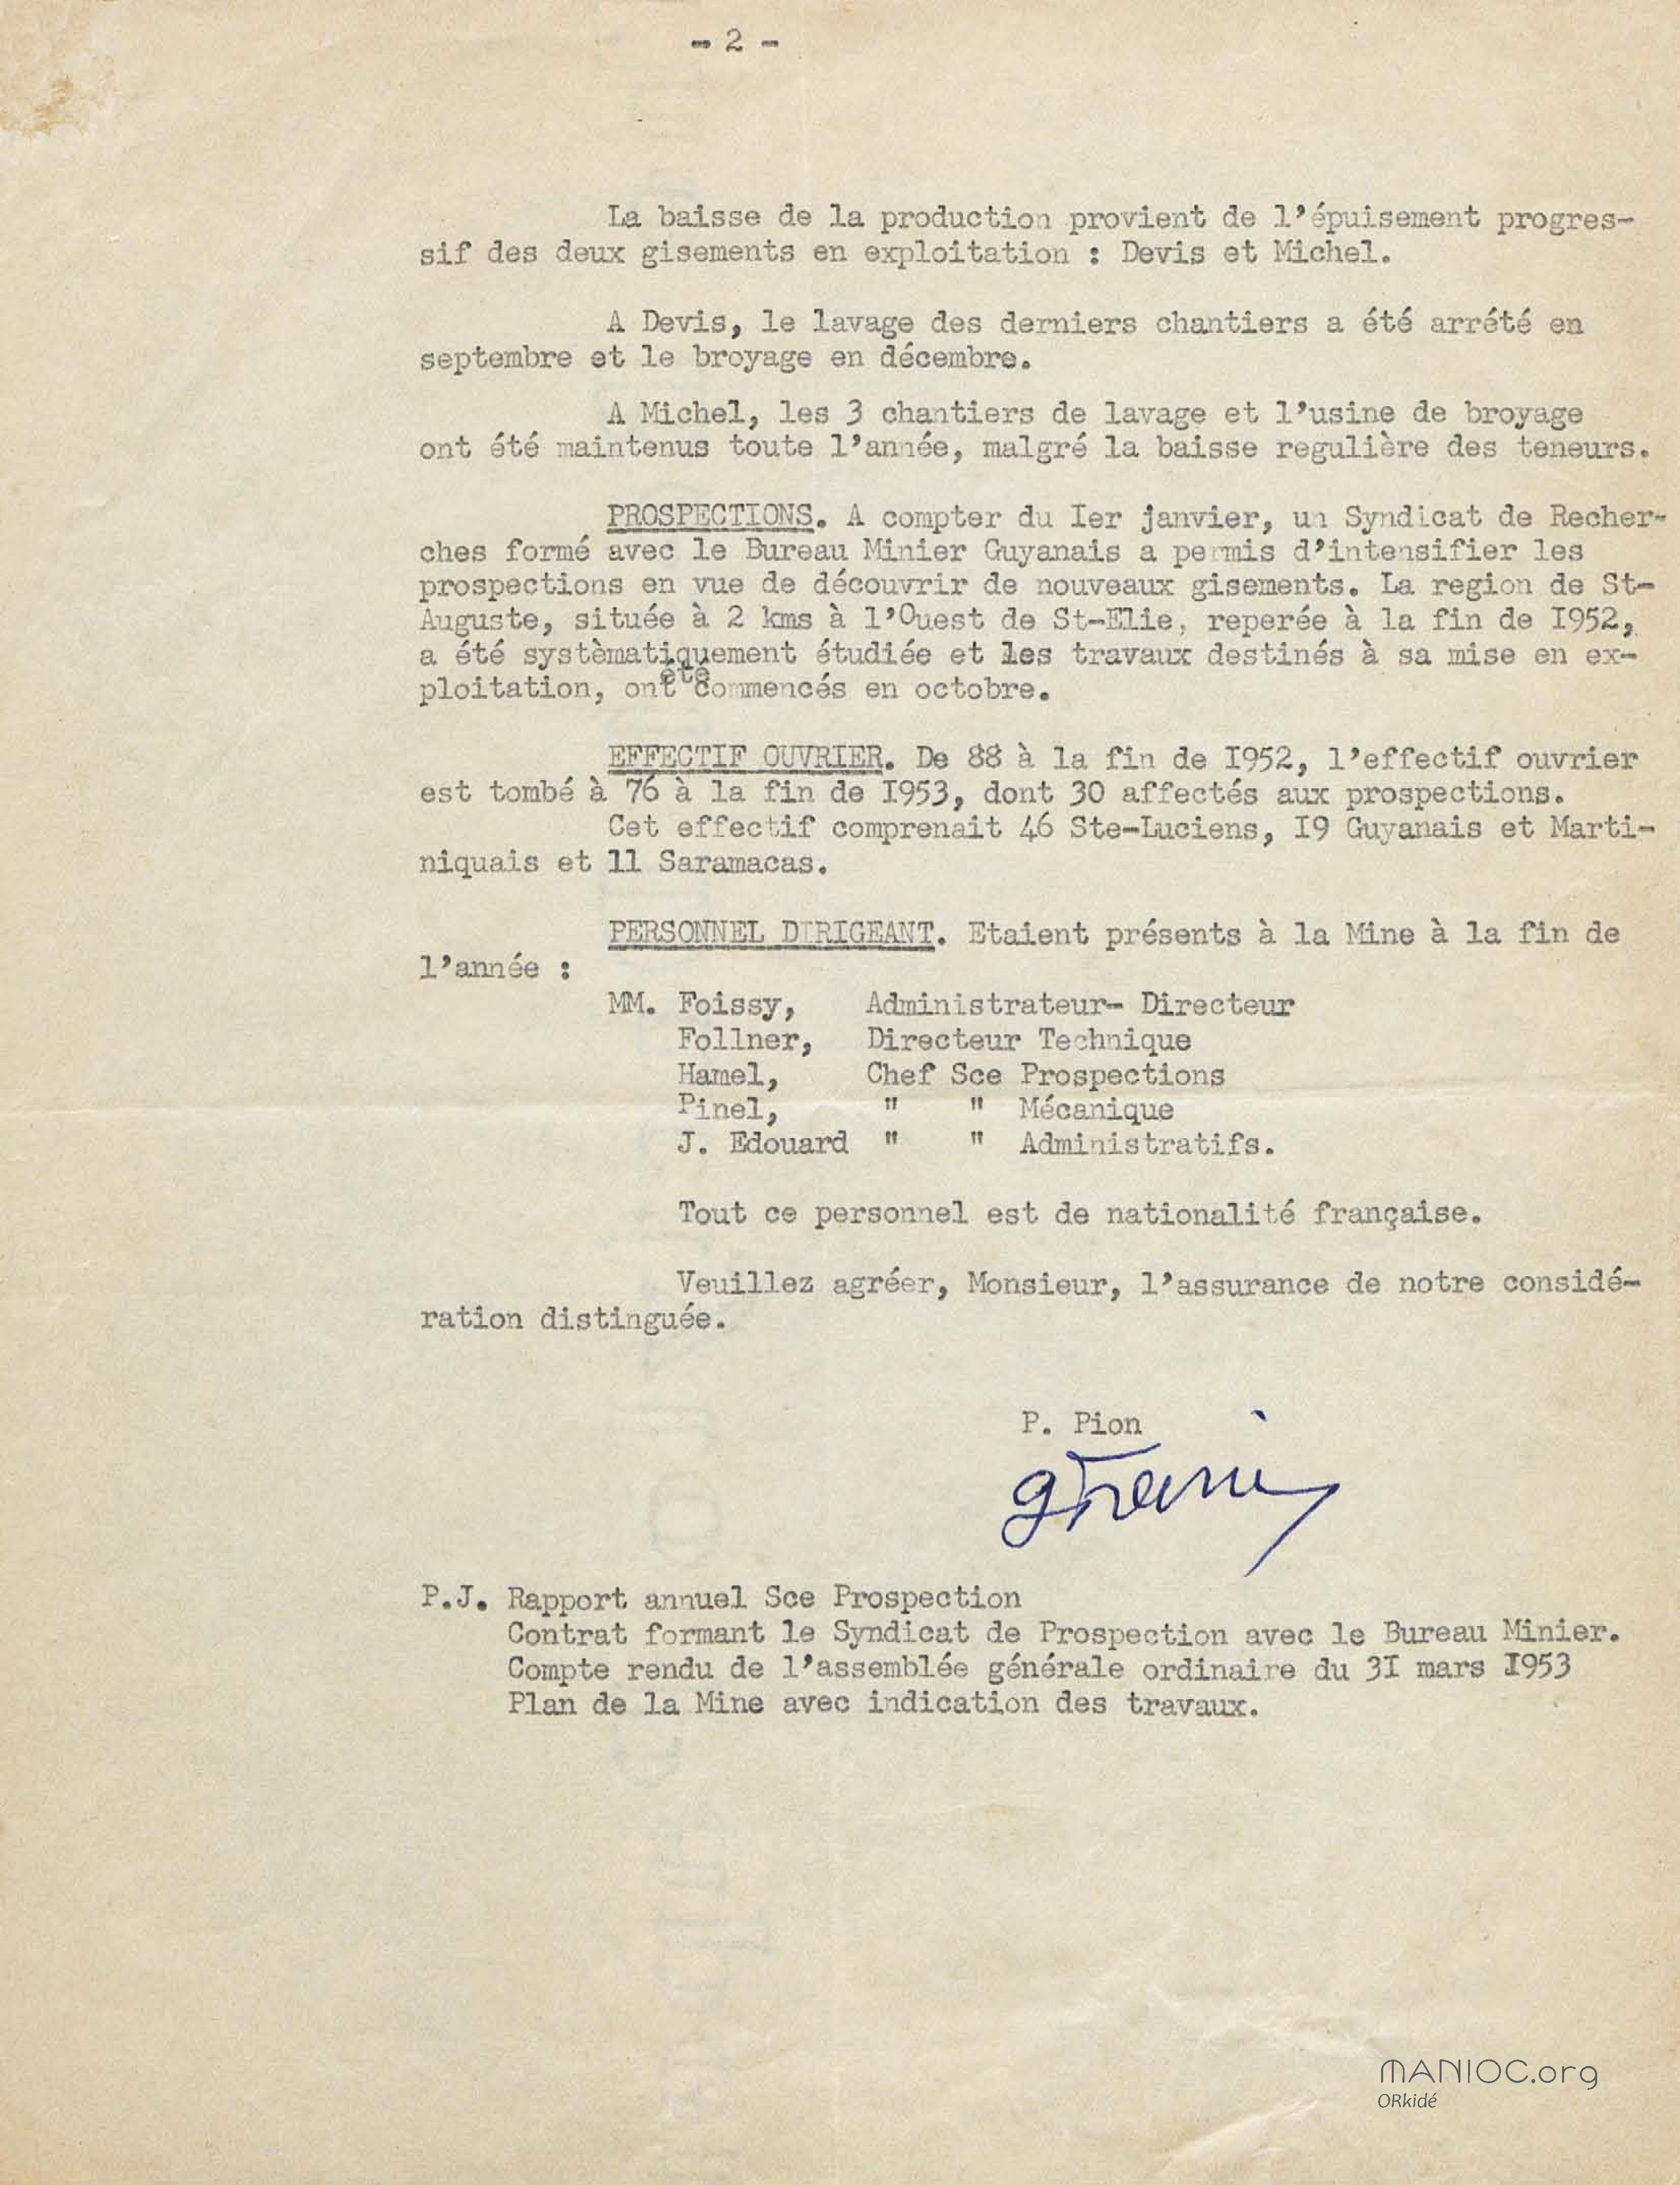 - 2 -
La baisse de la production provient de l'épuisement progres-
sif des deux gisements en exploitation : Devis et Michel.
A Devis, le lavage des derniers chantiers a été arrété en
septembre et le broyage en décembre.
A Michel, les 3 chantiers de lavage et l'usine de broyage
ont été maintenus toute l'année, malgré la baisse regulière des teneurs.
PROSPECTIONS. A compter du Ier janvier, un Syndicat de Recher-
ches formé avec le Bureau Minier Guyanais a permis d'intensifier les
prospections en vue de découvrir de nouveaux gisements. La region de St-
Auguste, située à 2 kms à l'Ouest de St-Elie, reperée à la fin de I952,
a été systèmatiquement étudiée et les travaux destinés à sa mise en ex-
ploitation, ont été commencés en octobre.
EFFECTIF OUVRIER. De 88 à la fin de I952, l'effectif ouvrier
est tombé à 76 à la fin de I953, dont 30 affectés aux prospections.
Cet effectif comprenait 46 Ste-Luciens, I9 Guyanais et Marti-
niquais et 11 Saramacas.
PERSONNEL DIRIGEANT. Etaient présents à la Mine à la fin de
l'année :
MM. Foissy, Administrateur- Directeur
Follner, Directeur Technique
Hamel, Chef Sce Prospections
Pinel, " " Mécanique
J. Edouard " " Administratifs.
Tout ce personnel est de nationalité française.
Veuillez agréer, Monsieur, l'assurance de notre considé-
ration distinguée.
P. Pion
P.J. Rapport annuel Sce Prospection
Contrat formant le Syndicat de Prospection avec le Bureau Minier.
Compte rendu de l'assemblée générale ordinaire du 3I mars I953
Plan de la Mine avec indication des travaux.
MANIOC.org
ORkidé